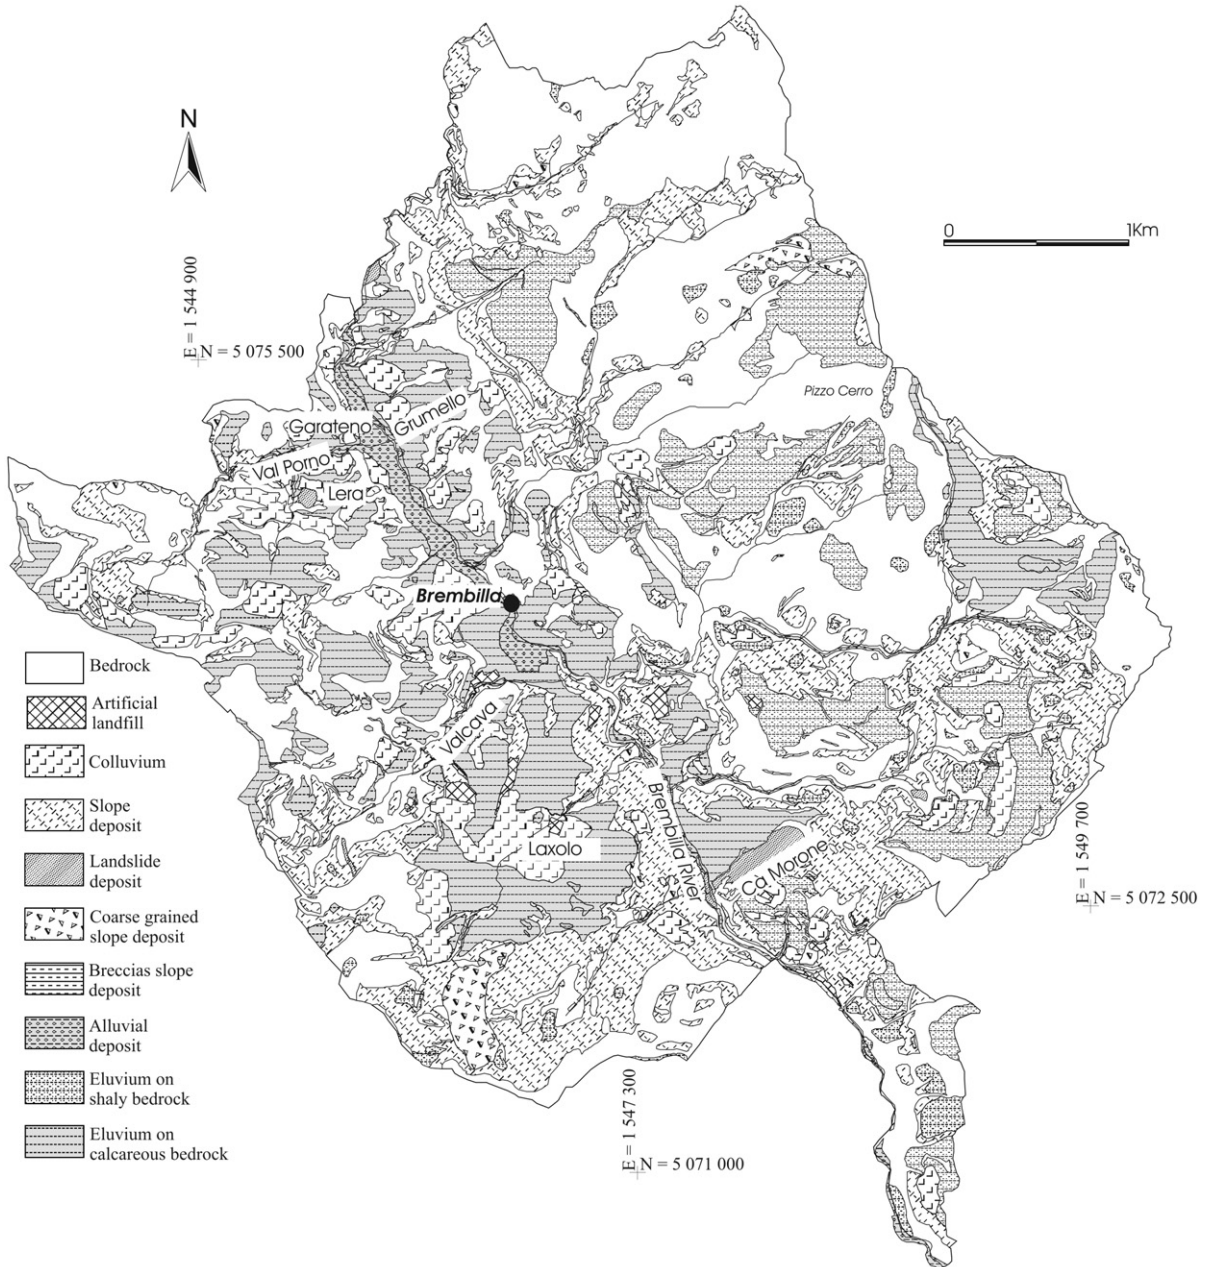 N
0 1Km
E = 1 544 900
N = 5 075 500
Pizzo Cerro
Garateno
Grumello
Val Porno
Lera
Brembilla
Bedrock
Artificial
landfill
Colluvium
Slope
deposit
Landslide
deposit
Coarse grained
slope deposit
Breccias slope
deposit
Alluvial
deposit
Eluvium on
shaly bedrock
Eluvium on
calcareous bedrock
Valcava
Brembilla River
Laxolo
Ca Morone
E = 1 549 700
N = 5 072 500
E = 1 547 300
N = 5 071 000